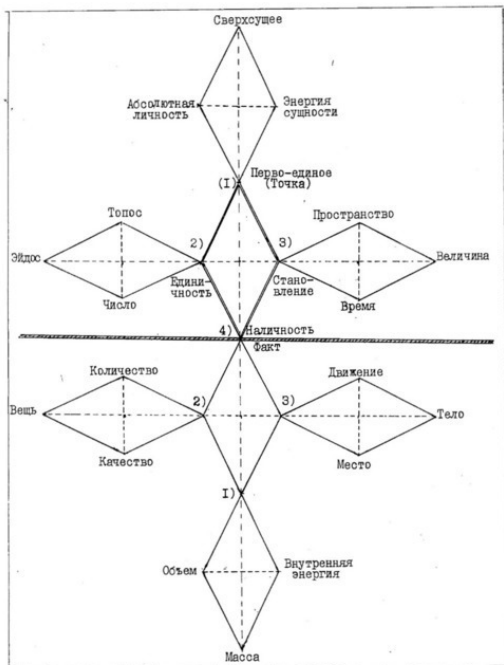 Сверхсущее
Абсолютная
личность
Энергия
сущности
(I)
Перво-единое
(Точка)
Топос
Пространство
Эйдос
2)
3)
Величина
Едини-
чность
Стано-
вление
Число
Время
4)
Наличность
Факт
Количество
Движение
Вещь
2)
3)
Тело
Качество
Место
I)
Объем
Внутренняя
энергия
Масса